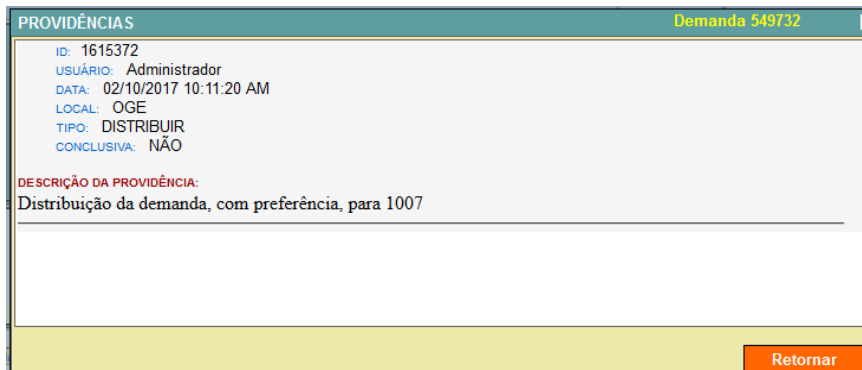 PROVIDÊNCIAS Demanda 549732
ID: 1615372
USUÁRIO: Administrador
DATA: 02/10/2017 10:11:20 AM
LOCAL: OGE
TIPO: DISTRIBUIR
CONCLUSIVA: NÃO
DESCRIÇÃO DA PROVIDÊNCIA:
Distribuição da demanda, com preferência, para 1007
Retornar